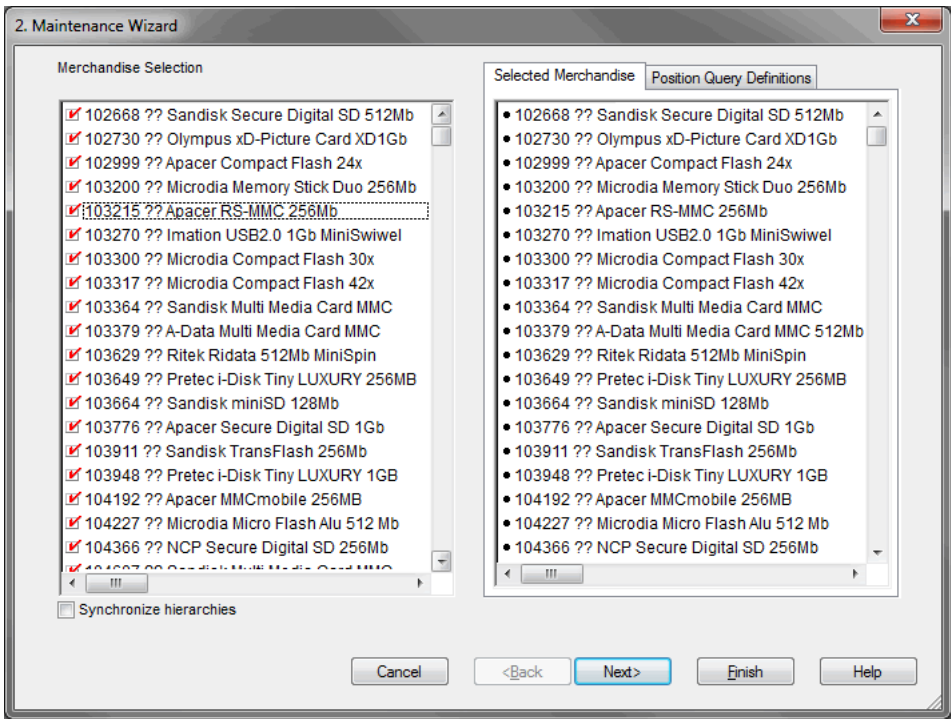 2. Maintenance Wizard
Merchandise Selection
102668 ?? Sandisk Secure Digital SD 512Mb
102730 ?? Olympus xD-Picture Card XD1Gb
102999 ?? Apacer Compact Flash 24x
103200 ?? Microdia Memory Stick Duo 256Mb
103215 ?? Apacer RS-MMC 256Mb
103270 ?? Imation USB2.0 1Gb MiniSwiwel
103300 ?? Microdia Compact Flash 30x
103317 ?? Microdia Compact Flash 42x
103364 ?? Sandisk Multi Media Card MMC
103379 ?? A-Data Multi Media Card MMC
103629 ?? Ritek Ridata 512Mb MiniSpin
103649 ?? Pretec i-Disk Tiny LUXURY 256MB
103664 ?? Sandisk miniSD 128Mb
103776 ?? Apacer Secure Digital SD 1Gb
103911 ?? Sandisk TransFlash 256Mb
103948 ?? Pretec i-Disk Tiny LUXURY 1GB
104192 ?? Apacer MMCmobile 256MB
104227 ?? Microdia Micro Flash Alu 512 Mb
104366 ?? NCP Secure Digital SD 256Mb
?? Sandisk Multi Media Card MMC
Synchronize hierarchies
Selected Merchandise
Position Query Definitions
102668 ?? Sandisk Secure Digital SD 512Mb
102730 ?? Olympus xD-Picture Card XD1Gb
102999 ?? Apacer Compact Flash 24x
103200 ?? Microdia Memory Stick Duo 256Mb
103215 ?? Apacer RS-MMC 256Mb
103270 ?? Imation USB2.0 1Gb MiniSwiwel
103300 ?? Microdia Compact Flash 30x
103317 ?? Microdia Compact Flash 42x
103364 ?? Sandisk Multi Media Card MMC
103379 ?? A-Data Multi Media Card MMC 512Mb
103629 ?? Ritek Ridata 512Mb MiniSpin
103649 ?? Pretec i-Disk Tiny LUXURY 256MB
103664 ?? Sandisk miniSD 128Mb
103776 ?? Apacer Secure Digital SD 1Gb
103911 ?? Sandisk TransFlash 256Mb
103948 ?? Pretec i-Disk Tiny LUXURY 1GB
104192 ?? Apacer MMCmobile 256MB
104227 ?? Microdia Micro Flash Alu 512 Mb
104366 ?? NCP Secure Digital SD 256Mb
Cancel
<Back
Next>
Finish
Help